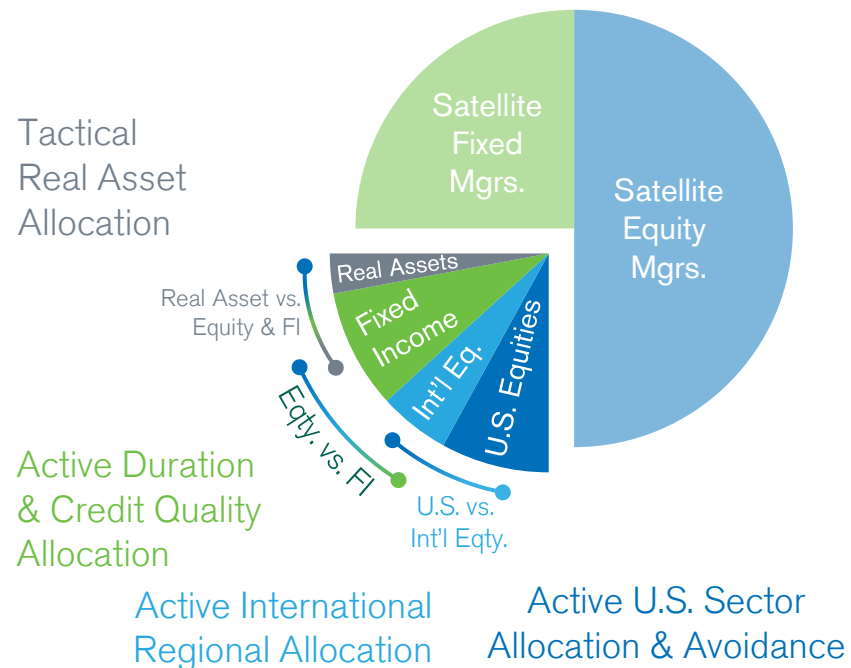 Satellite
Fixed
Mgrs.
Satellite
Equity
Mgrs.
Tactical
Real Asset
Allocation
Real Assets
Real Asset vs.
Equity & FI
Fixed
Income
Int'l Eq.
U.S. Equities
Eqty. vs. FI
U.S. vs.
Int'l Eqty.
Active Duration
& Credit Quality
Allocation
Active International
Regional Allocation
Active U.S. Sector
Allocation & Avoidance